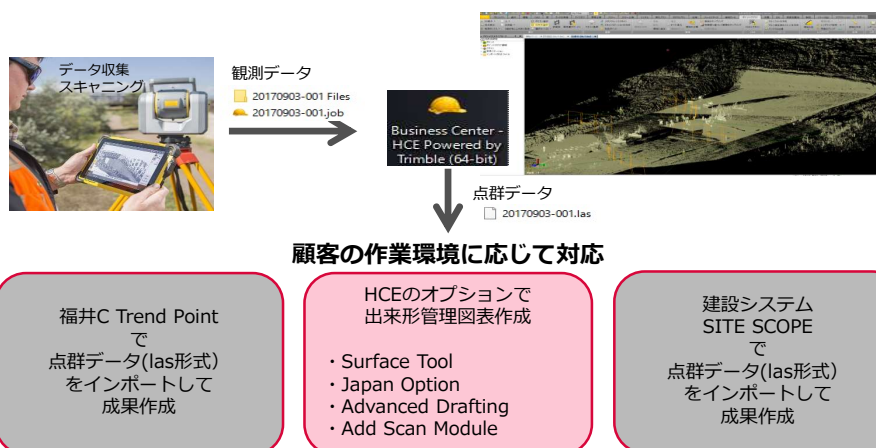 データ収集
スキャニング
観測データ
20170903-001 Files
20170903-001.job
Business Center -
HCE Powered by
Trimble (64-bit)
点群データ
20170903-001.las
顧客の作業環境に応じて対応
福井C Trend Point
で
点群データ(las形式)
をインポートして
成果作成
HCEのオプションで
出来形管理図表作成
・Surface Tool
・Japan Option
・Advanced Drafting
・Add Scan Module
建設システム
SITE SCOPE
で
点群データ(las形式)
をインポートして
成果作成